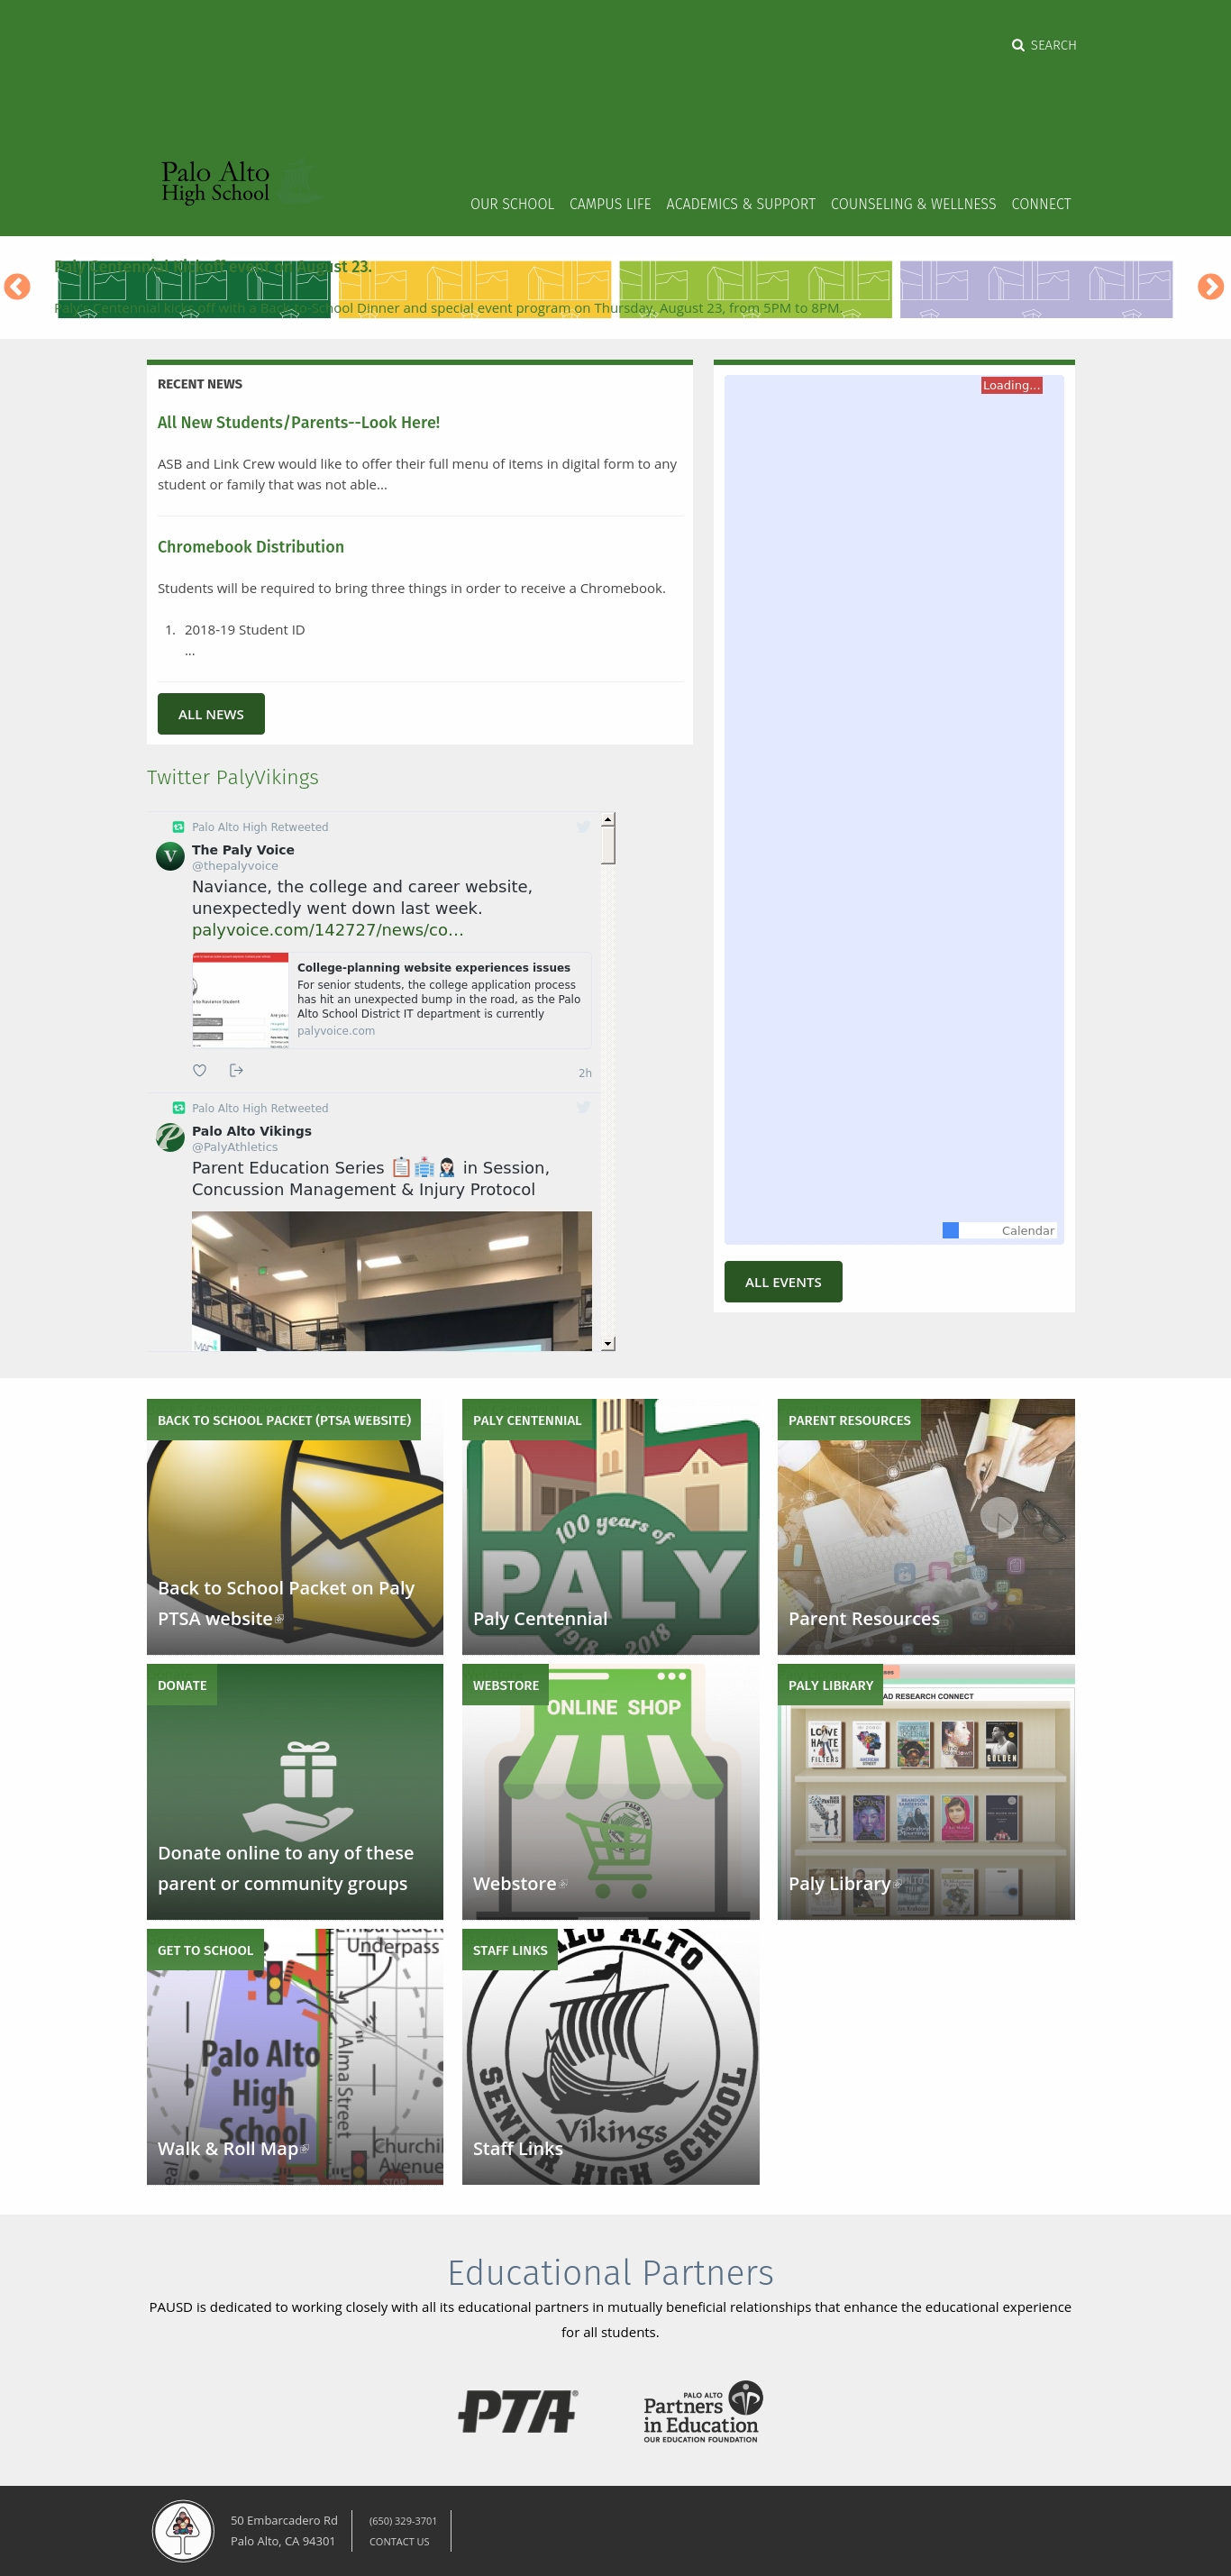 SEARCH
Palo Alto
High School
OUR SCHOOL CAMPUS LIFE ACADEMICS & SUPPORT COUNSELING & WELLNESS CONNECT
Paly Centennial Kickoff event on August 23.
Paly's Centennial kicks off with a Back-to-School Dinner and special event program on Thursday, August 23, from 5PM to 8PM.
RECENT NEWS
All New Students/Parents--Look Here!
ASB and Link Crew would like to offer their full menu of items in digital form to any
student or family that was not able...
Chromebook Distribution
Students will be required to bring three things in order to receive a Chromebook.
1. 2018-19 Student ID
...
ALL NEWS
Loading...
Calendar
ALL EVENTS
Twitter PalyVikings
Palo Alto High Retweeted
The Paly Voice
@thepalyvoice
Naviance, the college and career website,
unexpectedly went down last week.
palyvoice.com/142727/news/co…
College-planning website experiences issues
For senior students, the college application process
has hit an unexpected bump in the road, as the Palo
Alto School District IT department is currently
palyvoice.com
2h
Palo Alto High Retweeted
Palo Alto Vikings
@PalyAthletics
Parent Education Series 📋🏥👩‍⚕️ in Session,
Concussion Management & Injury Protocol
BACK TO SCHOOL PACKET (PTSA WEBSITE)
Back to School Packet on Paly
PTSA website
PALY CENTENNIAL
100 years of
PALY
1918 - 2018
Paly Centennial
PARENT RESOURCES
Parent Resources
DONATE
Donate online to any of these
parent or community groups
WEBSTORE
ONLINE SHOP
PALO ALTO
Webstore
PALY LIBRARY
AD RESEARCH CONNECT
LOVE
HATE
FILTERS
GOLDEN
Paly Library
GET TO SCHOOL
Embarcadero
Underpass
Palo Alto
High
School
Alma Street
Churchil
Avenue
STOP
Walk & Roll Map
STAFF LINKS
PALO ALTO
Vikings
SENIOR HIGH SCHOOL
Staff Links
Educational Partners
PAUSD is dedicated to working closely with all its educational partners in mutually beneficial relationships that enhance the educational experience
for all students.
PTA®
PALO ALTO
Partners
in Education
OUR EDUCATION FOUNDATION
50 Embarcadero Rd
Palo Alto, CA 94301
(650) 329-3701
CONTACT US